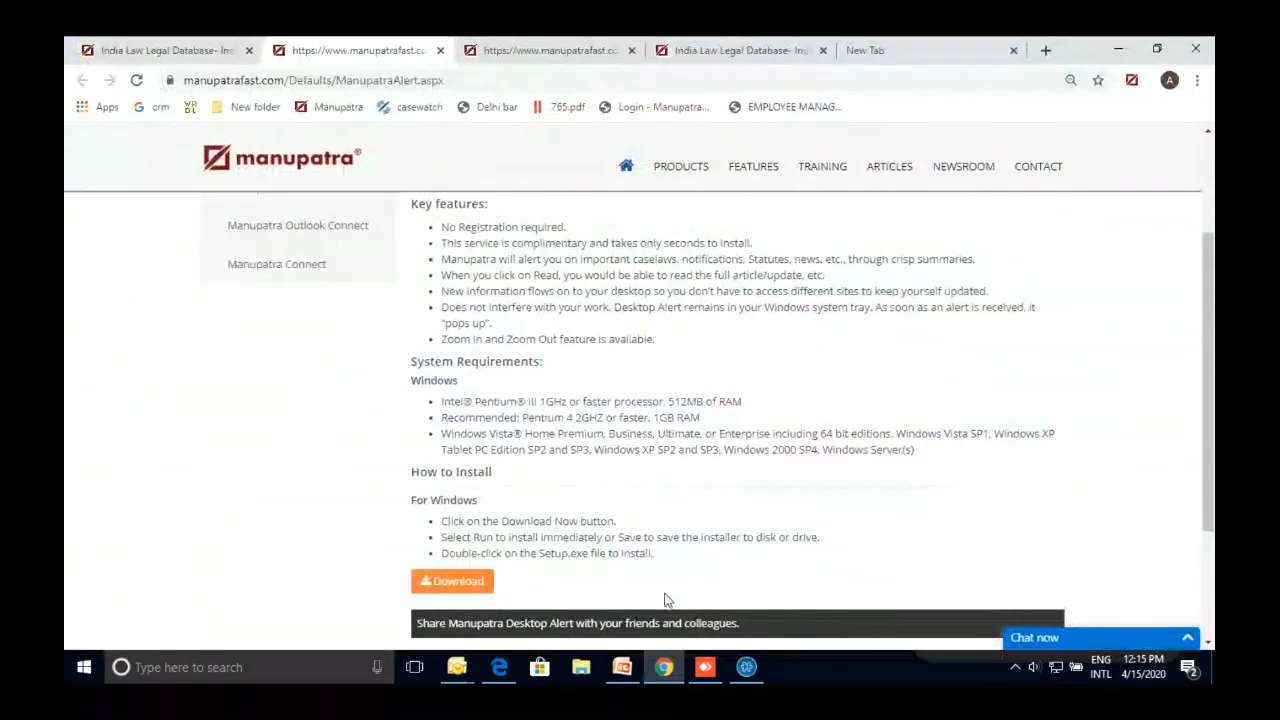 India Law Legal Database- Ind
https://www.manupatrafast.cc
https://www.manupatrafast.cc
India Law Legal Database- Ind
New Tab
manupatrafast.com/Defaults/ManupatraAlert.aspx
A
Apps
crm
New folder
Manupatra
casewatch
Delhi bar
765.pdf
Login - Manupatra...
EMPLOYEE MANAG...
manupatra®
PRODUCTS
FEATURES
TRAINING
ARTICLES
NEWSROOM
CONTACT
Manupatra Outlook Connect
Manupatra Connect
Key features:
• No Registration required.
• This service is complimentary and takes only seconds to install.
• Manupatra will alert you on important caselaws, notifications, Statutes, news, etc., through crisp summaries.
• When you click on Read, you would be able to read the full article/update, etc.
• New information flows on to your desktop so you don't have to access different sites to keep yourself updated.
• Does not interfere with your work. Desktop Alert remains in your Windows system tray. As soon as an alert is received, it
"pops up".
• Zoom In and Zoom Out feature is available.
System Requirements:
Windows
• Intel® Pentium® III 1GHz or faster processor, 512MB of RAM
• Recommended: Pentium 4 2GHZ or faster, 1GB RAM
• Windows Vista® Home Premium, Business, Ultimate, or Enterprise including 64 bit editions, Windows Vista SP1, Windows XP
Tablet PC Edition SP2 and SP3, Windows XP SP2 and SP3, Windows 2000 SP4, Windows Server(s)
How to Install
For Windows
• Click on the Download Now button.
• Select Run to install immediately or Save to save the installer to disk or drive.
• Double-click on the Setup.exe file to install.
Download
Share Manupatra Desktop Alert with your friends and colleagues.
Chat now
Type here to search
ENG
INTL
12:15 PM
4/15/2020
2